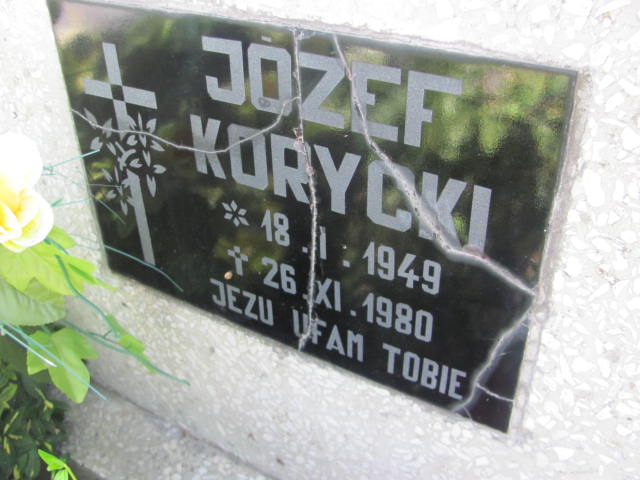 JÓZEF
KORYCKI
* 18.I.1949
✝ 26.XI.1980
JEZU UFAM TOBIE